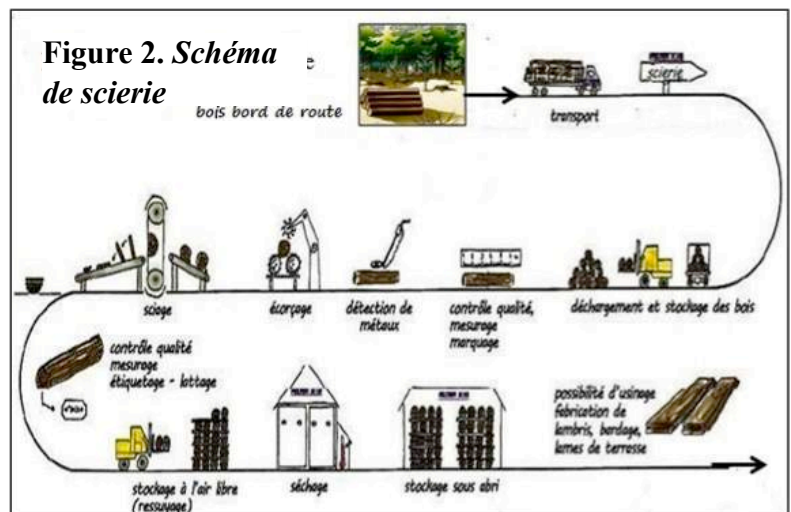 Figure 2. Schéma
de scierie
bois bord de route
scierie
transport
sciage
écorçage
détection de
métaux
contrôle qualité,
mesurage
marquage
déchargement et stockage des bois
contrôle qualité
mesurage
étiquetage - lattage
stockage à l'air libre
(ressuyage)
séchage
stockage sous abri
possibilité d'usinage
fabrication de
lambris, bardage,
lames de terrasse